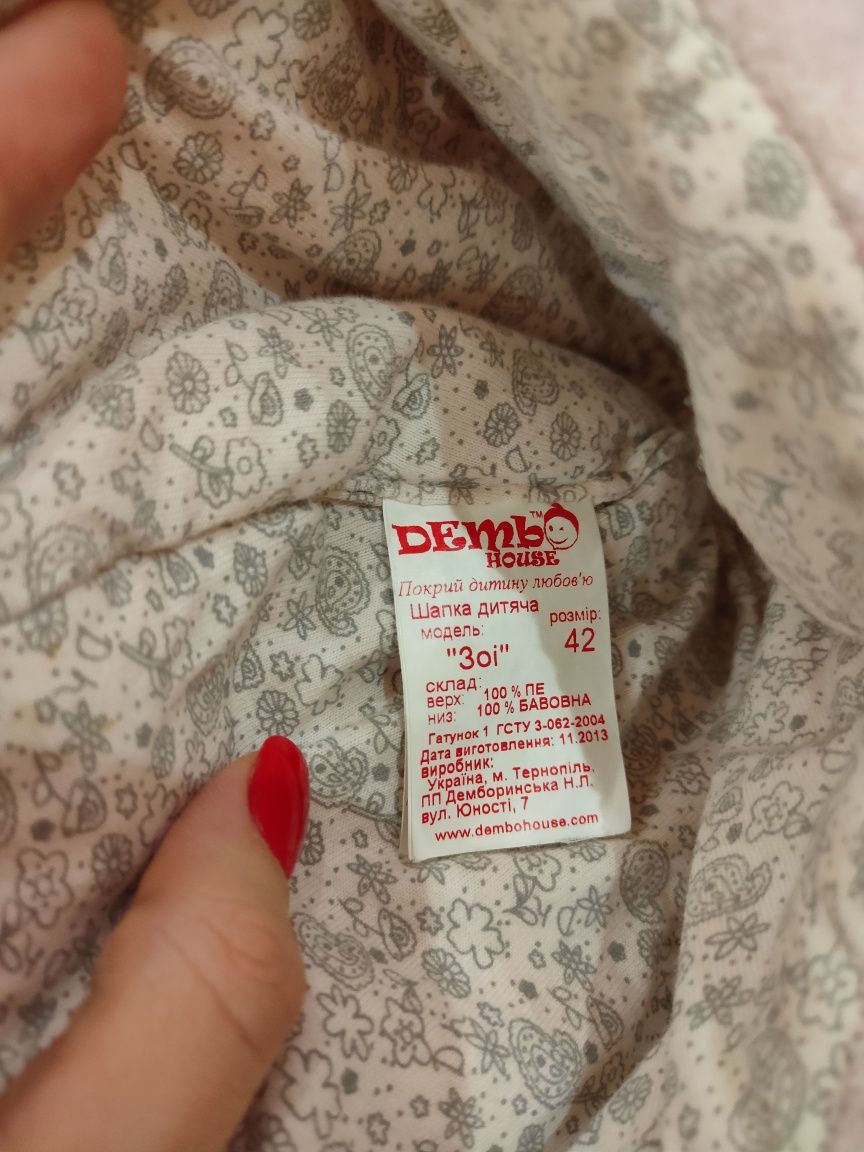 DEMBO™
HOUSE
Покрий дитину любов'ю
Шапка дитяча
модель: розмір:
"Зоі" 42
склад:
верх: 100 % ПЕ
низ: 100 % БАВОВНА
Гатунок 1 ГСТУ 3-062-2004
Дата виготовлення: 11.2013
виробник:
Україна, м. Тернопіль,
ПП Демборинська Н.Л.
вул. Юності, 7
www.dembohouse.com